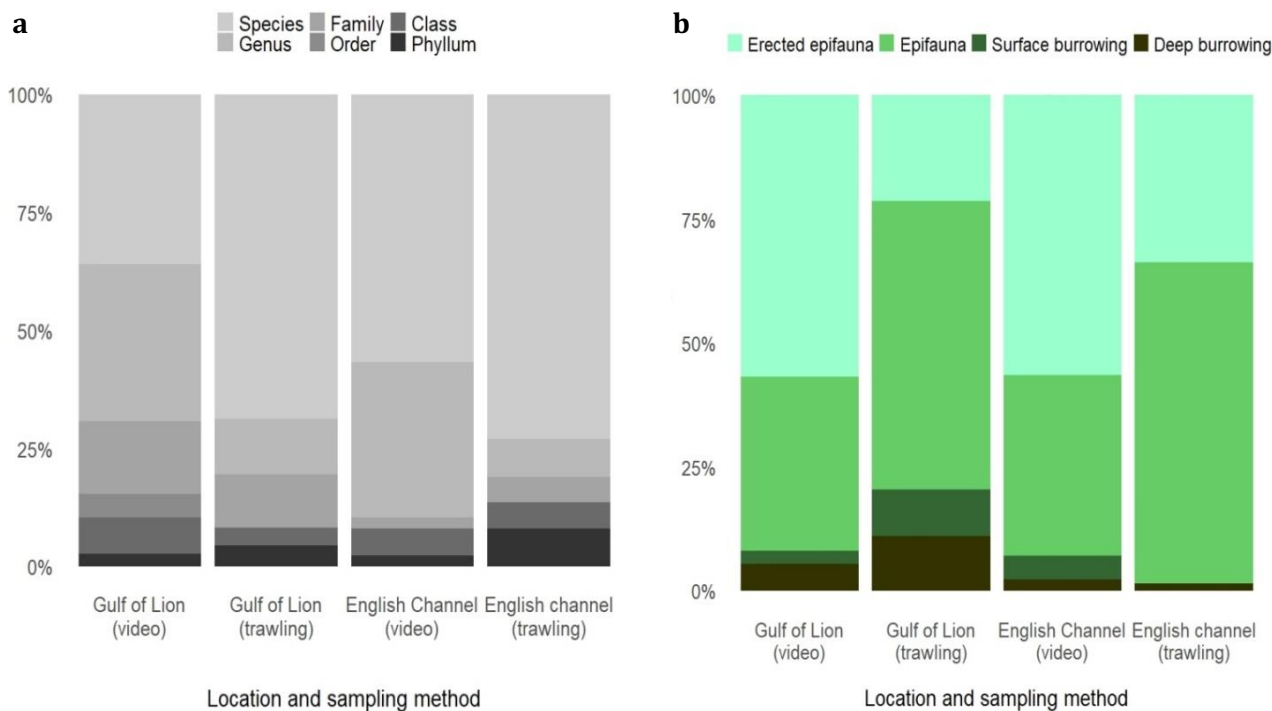 a
Species Family Class
Genus Order Phyllum
100%
75%
50%
25%
0%
Gulf of Lion Gulf of Lion English Channel English channel
(video) (trawling) (video) (trawling)
Location and sampling method
b
Erected epifauna Epifauna Surface burrowing Deep burrowing
100%
75%
50%
25%
0%
Gulf of Lion Gulf of Lion English Channel English channel
(video) (trawling) (video) (trawling)
Location and sampling method